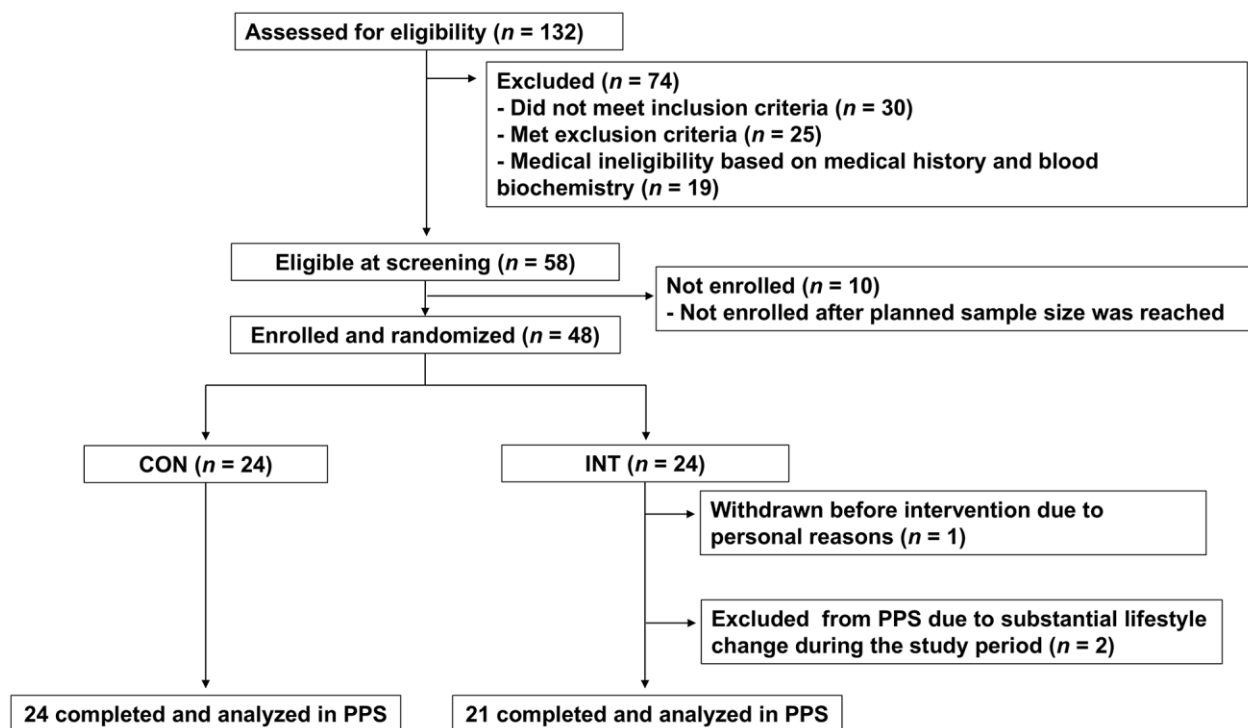 Assessed for eligibility (n = 132)
Excluded (n = 74)
- Did not meet inclusion criteria (n = 30)
- Met exclusion criteria (n = 25)
- Medical ineligibility based on medical history and blood
biochemistry (n = 19)
Eligible at screening (n = 58)
Not enrolled (n = 10)
- Not enrolled after planned sample size was reached
Enrolled and randomized (n = 48)
CON (n = 24)
INT (n = 24)
Withdrawn before intervention due to
personal reasons (n = 1)
Excluded  from PPS due to substantial lifestyle
change during the study period (n = 2)
24 completed and analyzed in PPS
21 completed and analyzed in PPS